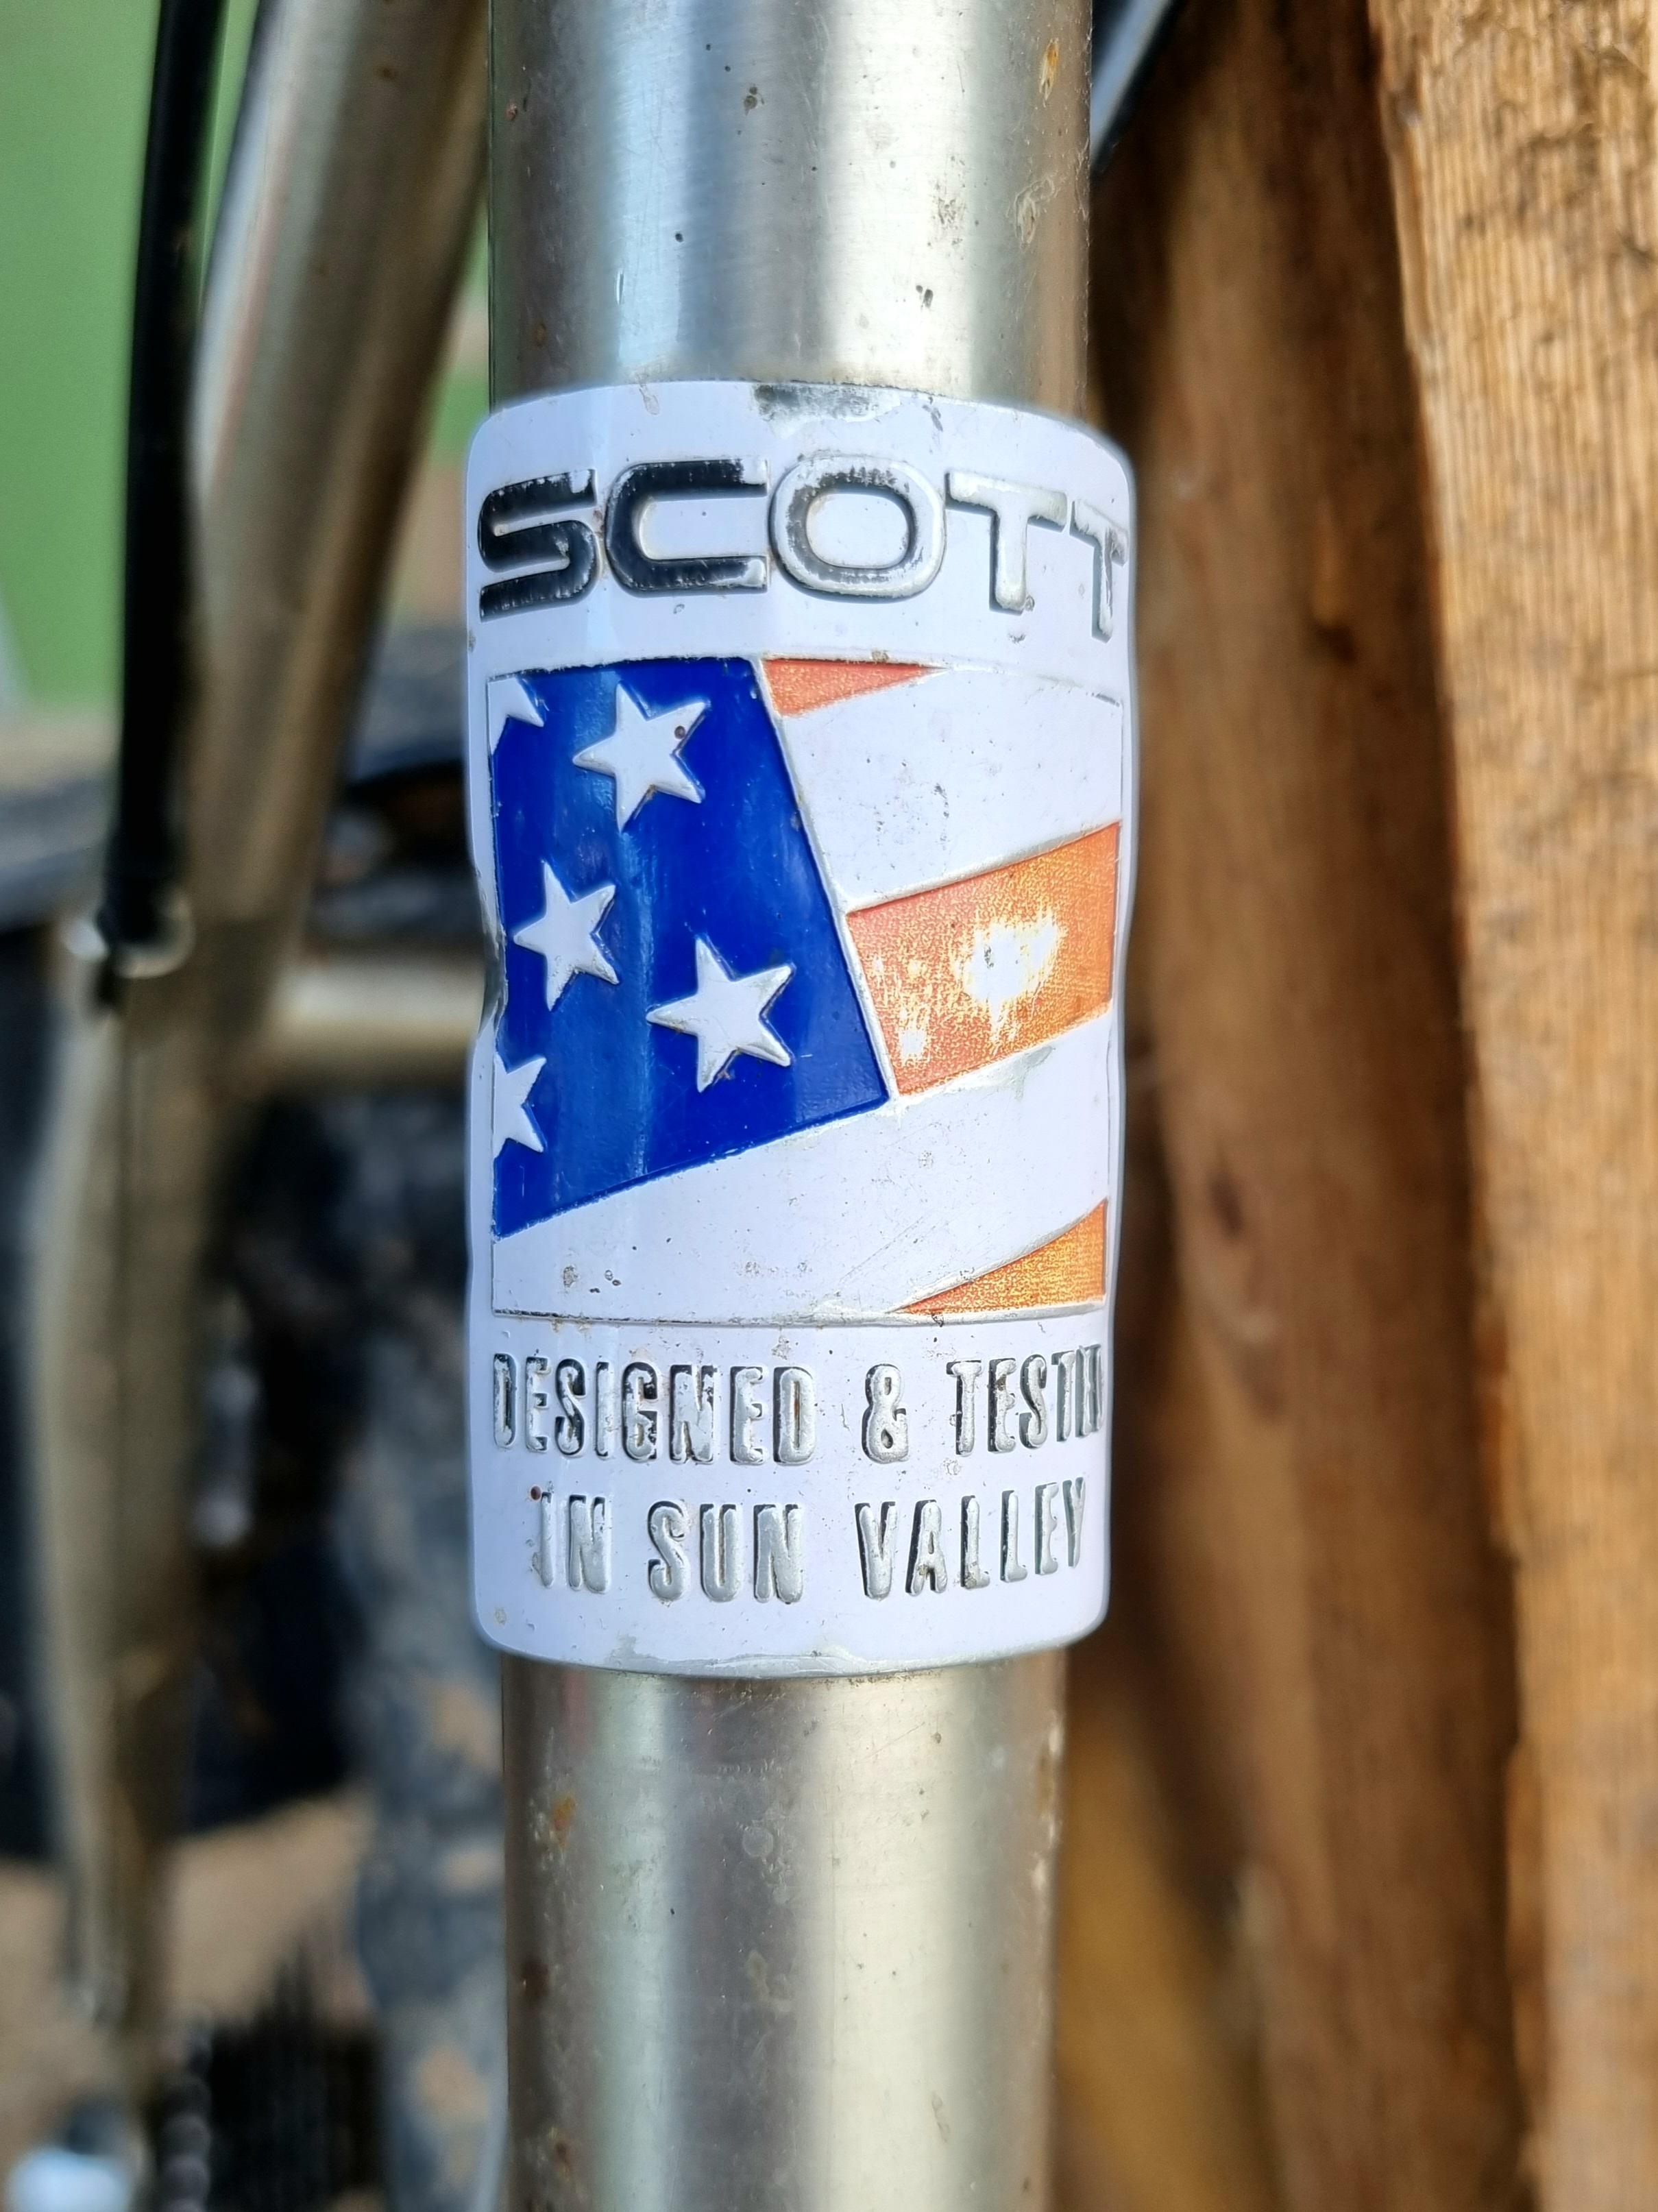 SCOTT
DESIGNED &
IN SUN VALLEY